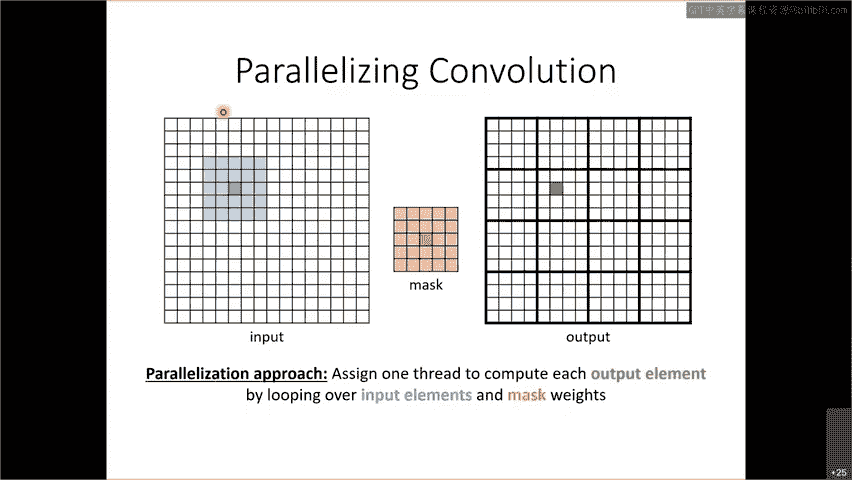 Parallelizing Convolution
mask
input
output
Parallelization approach: Assign one thread to compute each output element
by looping over input elements and mask weights
+25